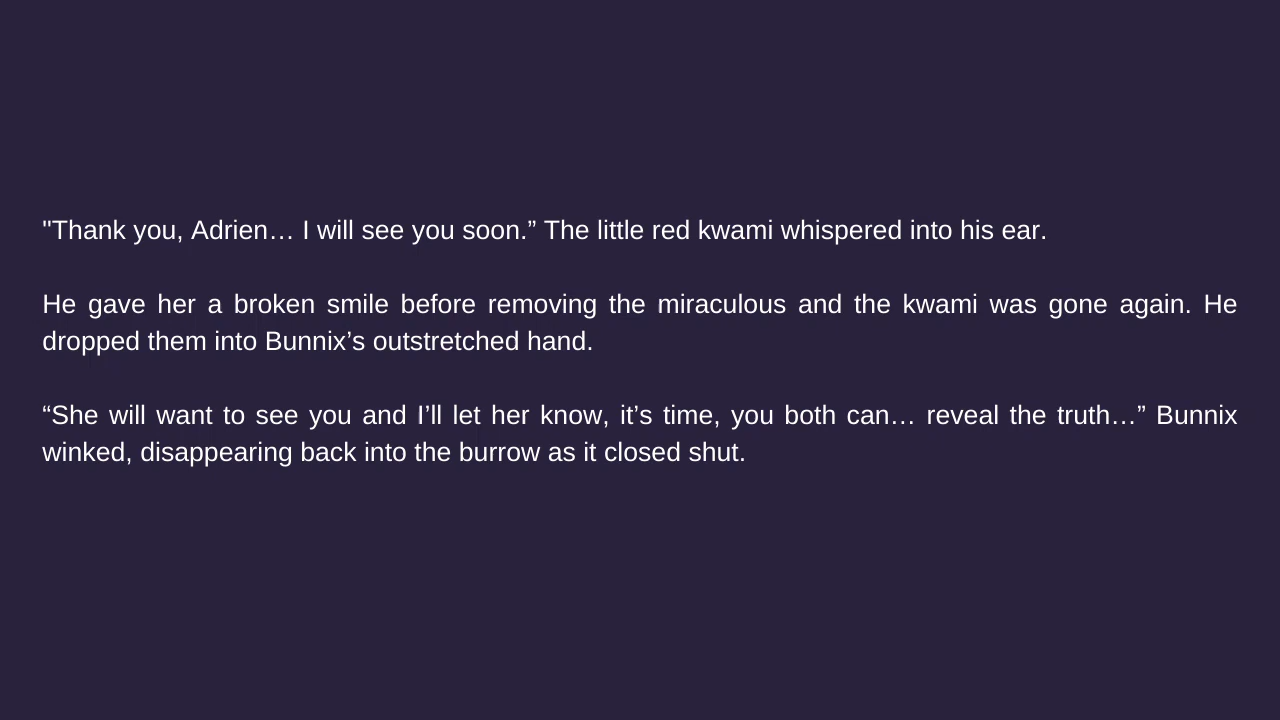 "Thank you, Adrien… I will see you soon.” The little red kwami whispered into his ear.
He gave her a broken smile before removing the miraculous and the kwami was gone again. He
dropped them into Bunnix’s outstretched hand.
“She will want to see you and I’ll let her know, it’s time, you both can… reveal the truth…” Bunnix
winked, disappearing back into the burrow as it closed shut.